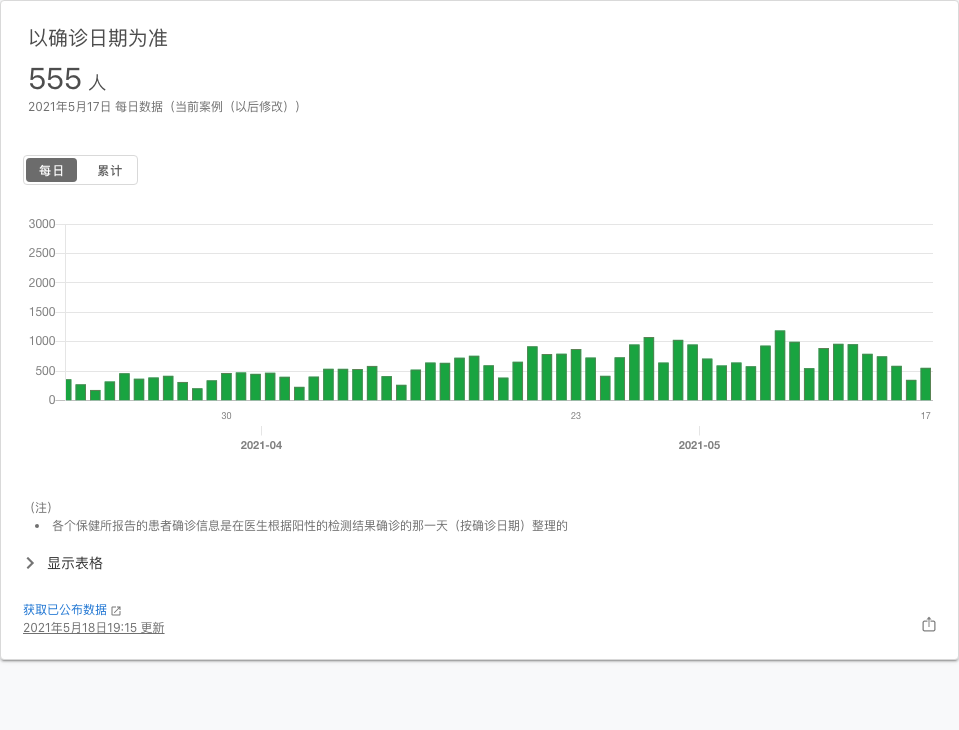 以确诊日期为准
555 人
2021年5月17日 每日数据（当前案例（以后修改））
每日 累计
3000
2500
2000
1500
1000
500
0
30 23 17
2021-04 2021-05
（注）
• 各个保健所报告的患者确诊信息是在医生根据阳性的检测结果确诊的那一天（按确诊日期）整理的
显示表格
获取已公布数据
2021年5月18日19:15 更新